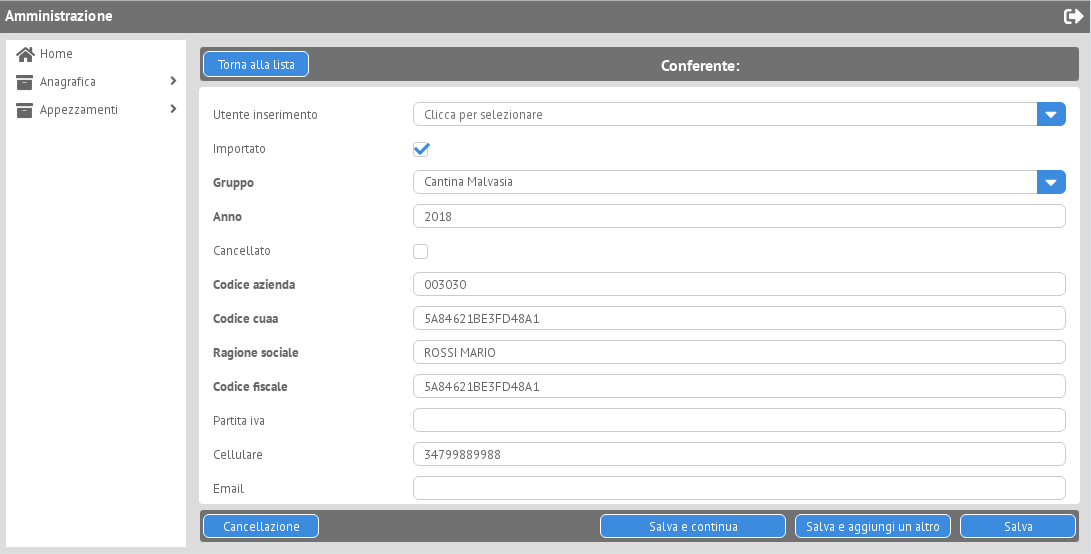 Amministrazione
Home
Anagrafica
Appezzamenti
Torna alla lista
Conferente:
Utente inserimento
Clicca per selezionare
Importato
Gruppo
Cantina Malvasia
Anno
2018
Cancellato
Codice azienda
003030
Codice cuaa
5A84621BE3FD48A1
Ragione sociale
ROSSI MARIO
Codice fiscale
5A84621BE3FD48A1
Partita iva
Cellulare
34799889988
Email
Cancellazione
Salva e continua
Salva e aggiungi un altro
Salva